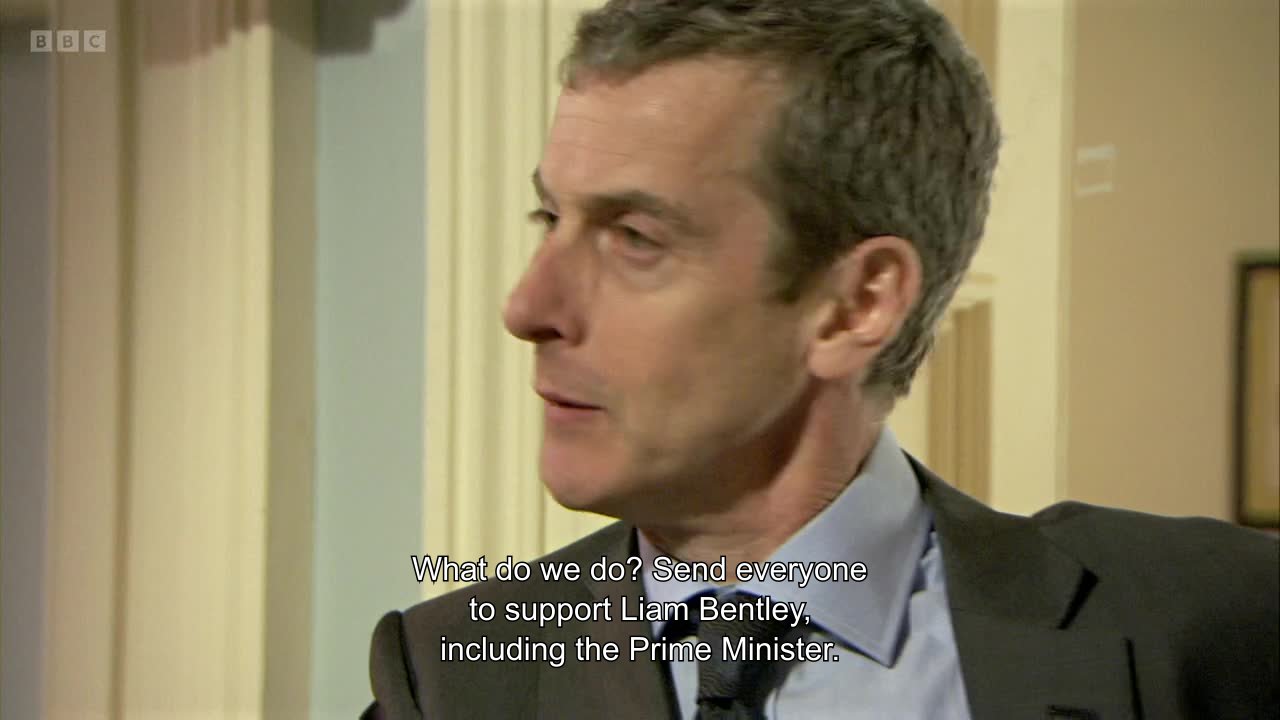 BBC
What do we do? Send everyone
to support Liam Bentley,
including the Prime Minister.